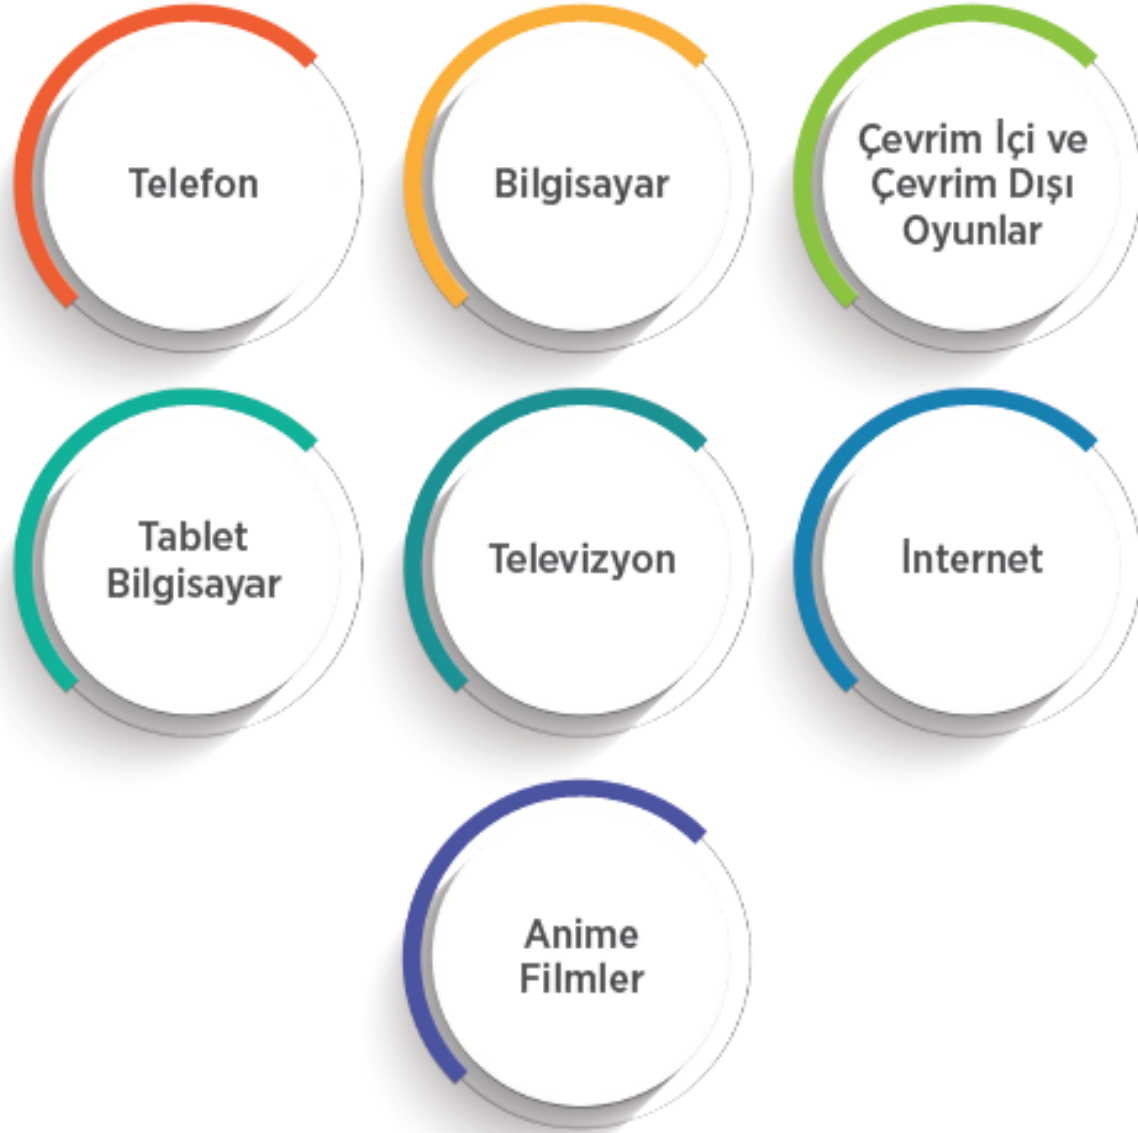 Telefon
Bilgisayar
Çevrim İçi ve
Çevrim Dışı
Oyunlar
Tablet
Bilgisayar
Televizyon
İnternet
Anime
Filmler